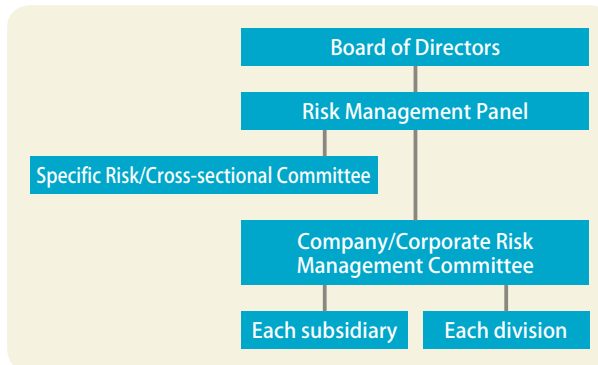 Board of Directors
Risk Management Panel
Specific Risk/Cross-sectional Committee
Company/Corporate Risk
Management Committee
Each subsidiary
Each division